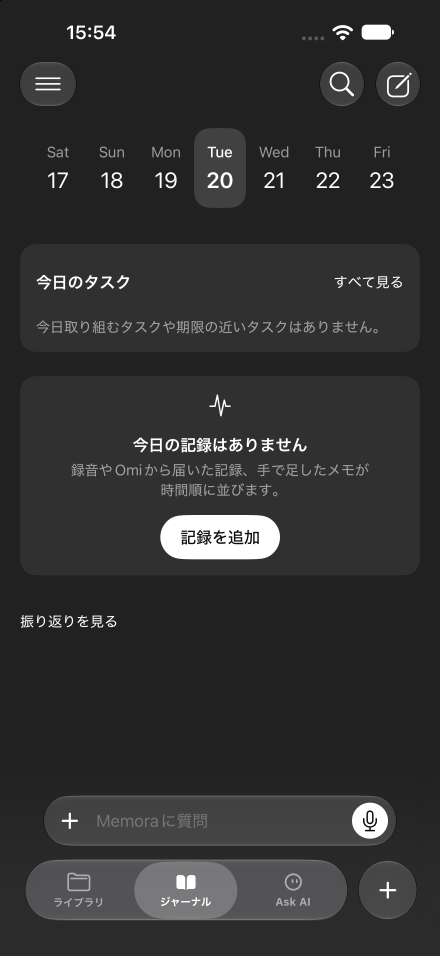 15:54
Sat Sun Mon Tue Wed Thu Fri
17 18 19 20 21 22 23
今日のタスク すべて見る
今日取り組むタスクや期限の近いタスクはありません。
今日の記録はありません
録音やOmiから届いた記録、手で足したメモが
時間順に並びます。
記録を追加
振り返りを見る
Memoraに質問
ライブラリ ジャーナル Ask AI